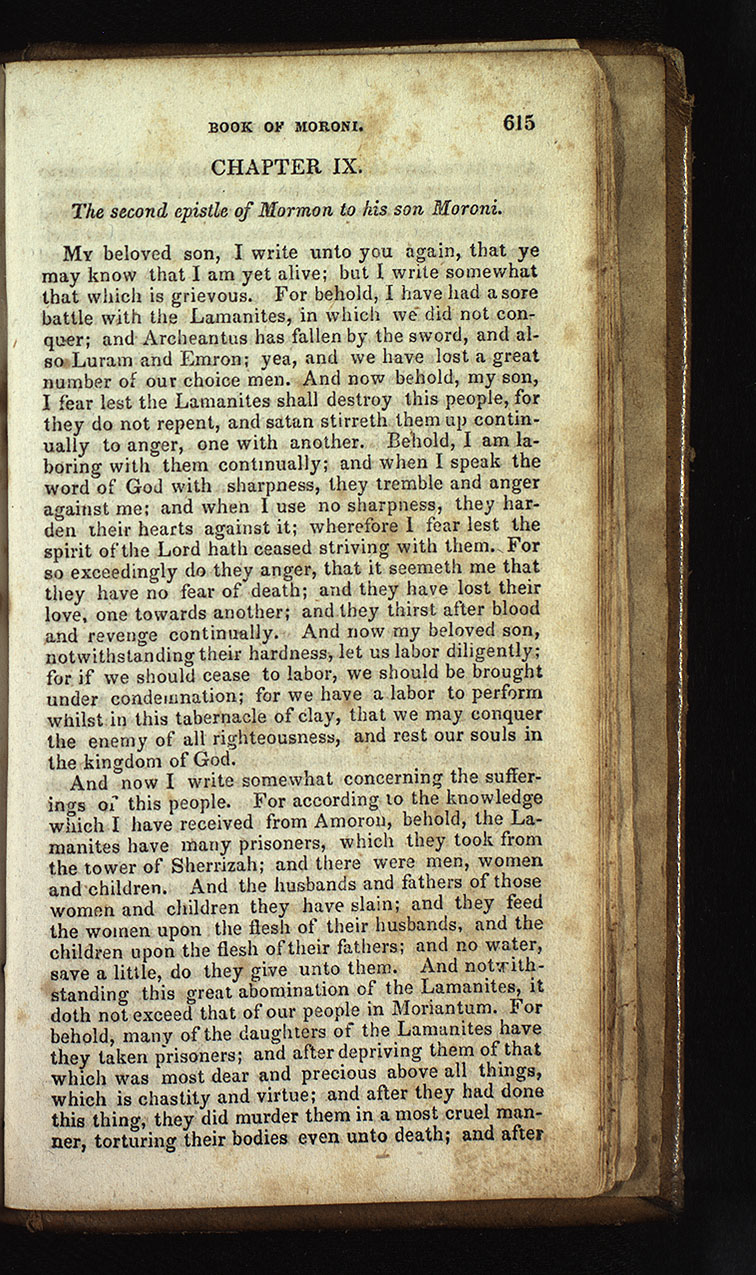 BOOK OF MORONI. 615
CHAPTER IX.
The second epistle of Mormon to his son Moroni.
MY beloved son, I write unto you again, that ye
may know that I am yet alive; but I write somewhat
that which is grievous. For behold, I have had a sore
battle with the Lamanites, in which we did not con-
quer; and Archeantus has fallen by the sword, and al-
so Luram and Emron; yea, and we have lost a great
number of our choice men. And now behold, my son,
I fear lest the Lamanites shall destroy this people, for
they do not repent, and satan stirreth them up contin-
ually to anger, one with another. Behold, I am la-
boring with them continually; and when I speak the
word of God with sharpness, they tremble and anger
against me; and when I use no sharpness, they har-
den their hearts against it; wherefore I fear lest the
spirit of the Lord hath ceased striving with them. For
so exceedingly do they anger, that it seemeth me that
they have no fear of death; and they have lost their
love, one towards another; and they thirst after blood
and revenge continually. And now my beloved son,
notwithstanding their hardness, let us labor diligently;
for if we should cease to labor, we should be brought
under condemnation; for we have a labor to perform
whilst in this tabernacle of clay, that we may conquer
the enemy of all righteousness, and rest our souls in
the kingdom of God.
And now I write somewhat concerning the suffer-
ings of this people. For according to the knowledge
which I have received from Amoron, behold, the La-
manites have many prisoners, which they took from
the tower of Sherrizah; and there were men, women
and children. And the husbands and fathers of those
women and children they have slain; and they feed
the women upon the flesh of their husbands, and the
children upon the flesh of their fathers; and no water,
save a little, do they give unto them. And notwith-
standing this great abomination of the Lamanites, it
doth not exceed that of our people in Moriantum. For
behold, many of the daughters of the Lamanites have
they taken prisoners; and after depriving them of that
which was most dear and precious above all things,
which is chastity and virtue; and after they had done
this thing, they did murder them in a most cruel man-
ner, torturing their bodies even unto death; and after